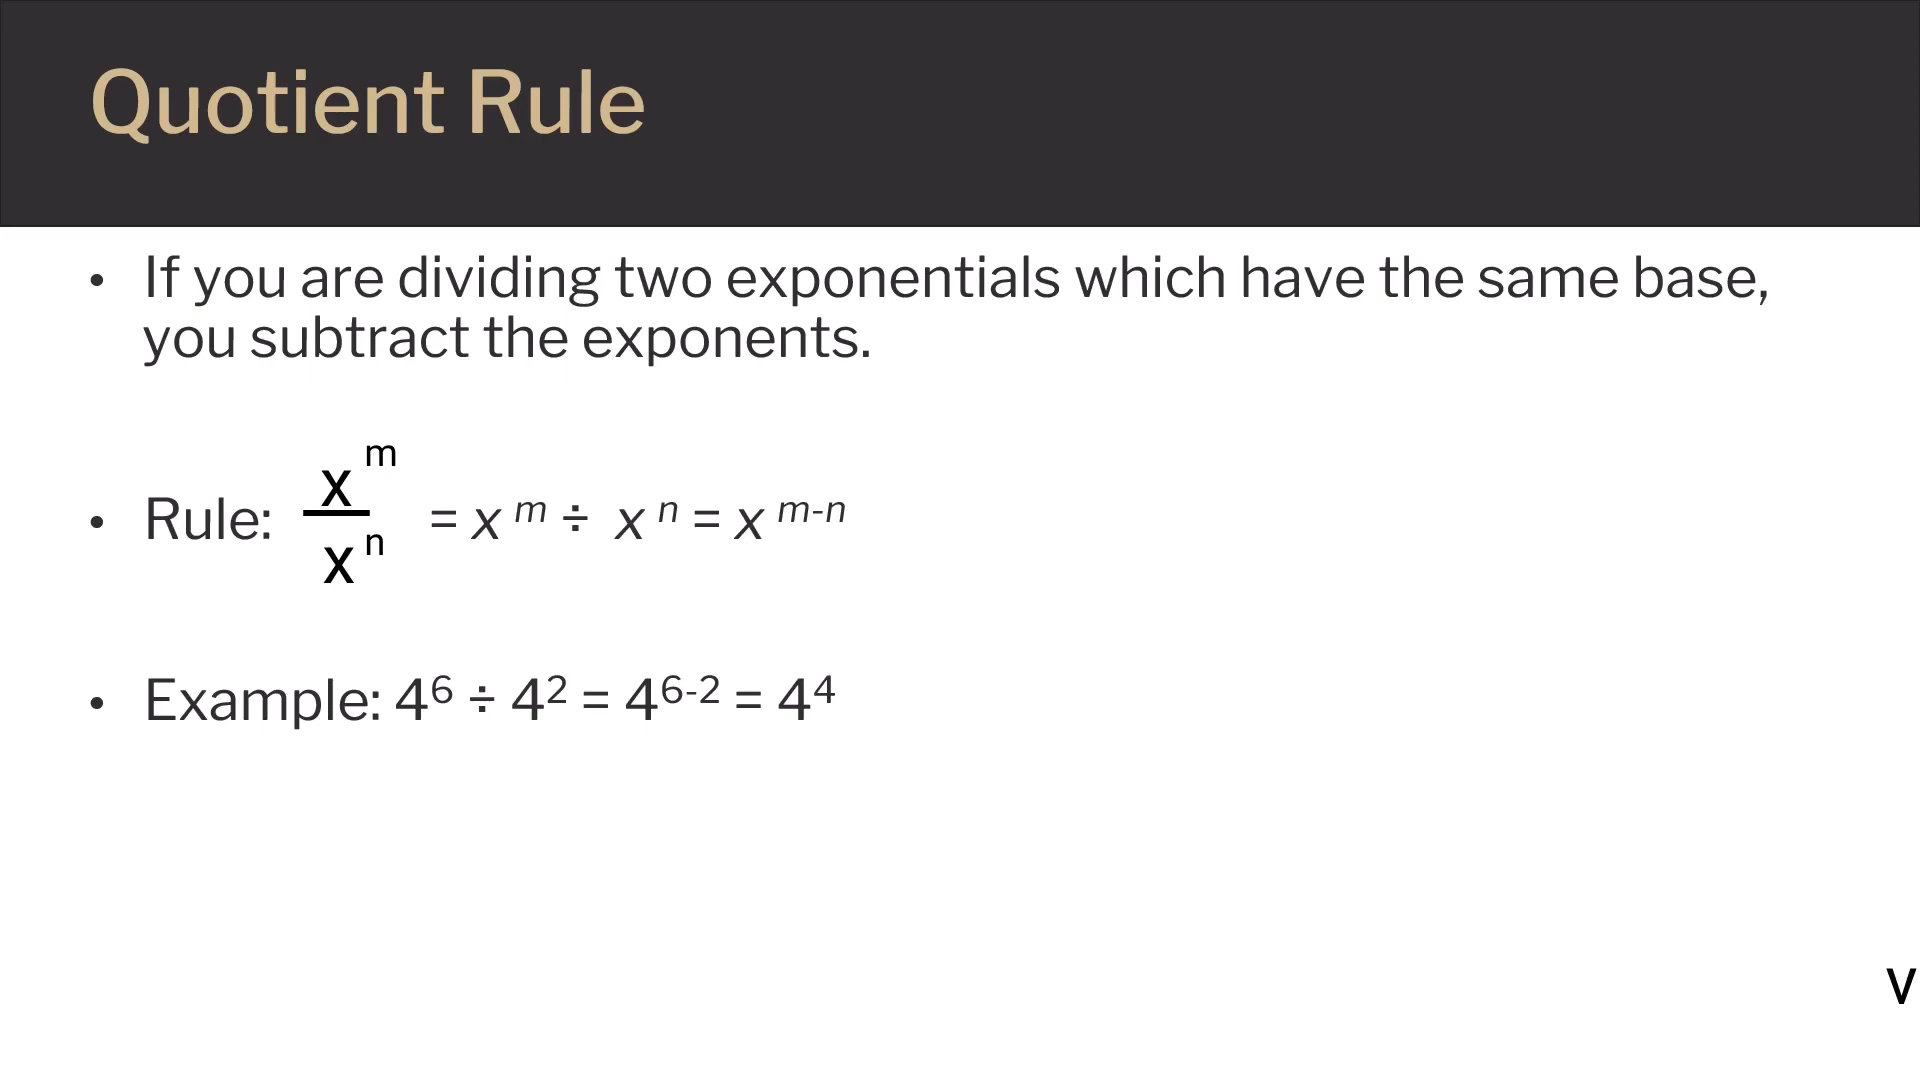 Quotient Rule
• If you are dividing two exponentials which have the same base,
you subtract the exponents.
• Rule: x^m / x^n = x^m ÷ x^n = x^m-n
• Example: 4⁶ ÷ 4² = 4⁶⁻² = 4⁴
V